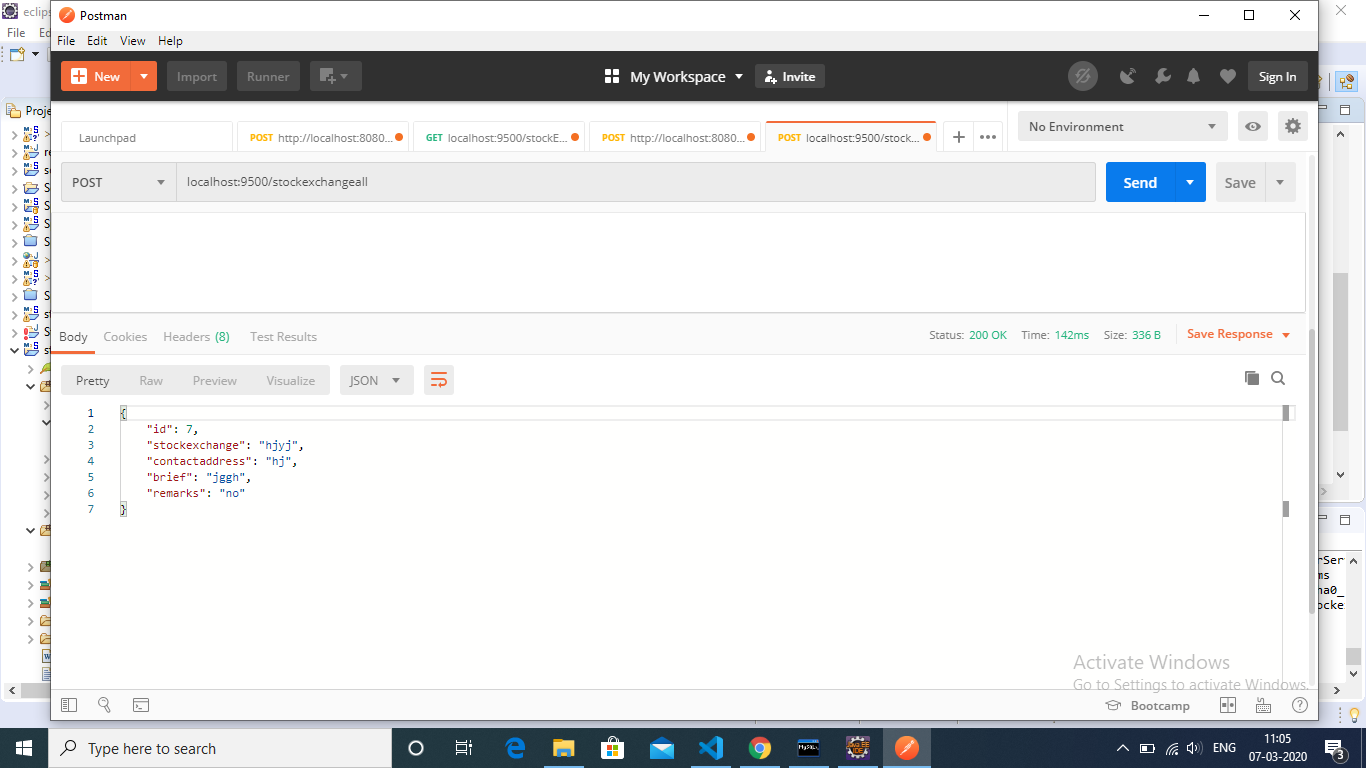 eclips
Postman
File Ed
File Edit View Help
New Import Runner My Workspace Invite Sign In
Proje
Launchpad POST http://localhost:8080... GET localhost:9500/stockE... POST http://localhost:8080... POST localhost:9500/stock... No Environment
POST localhost:9500/stockexchangeall Send Save
Body Cookies Headers (8) Test Results Status: 200 OK Time: 142ms Size: 336 B Save Response
Pretty Raw Preview Visualize JSON
1 {
2 "id": 7,
3 "stockexchange": "hjyj",
4 "contactaddress": "hj",
5 "brief": "jggh",
6 "remarks": "no"
7 }
rSer
ms
na0_
ocke
Activate Windows
Go to Settings to activate Windows.
Bootcamp
Type here to search
ENG
11:05
07-03-2020
3